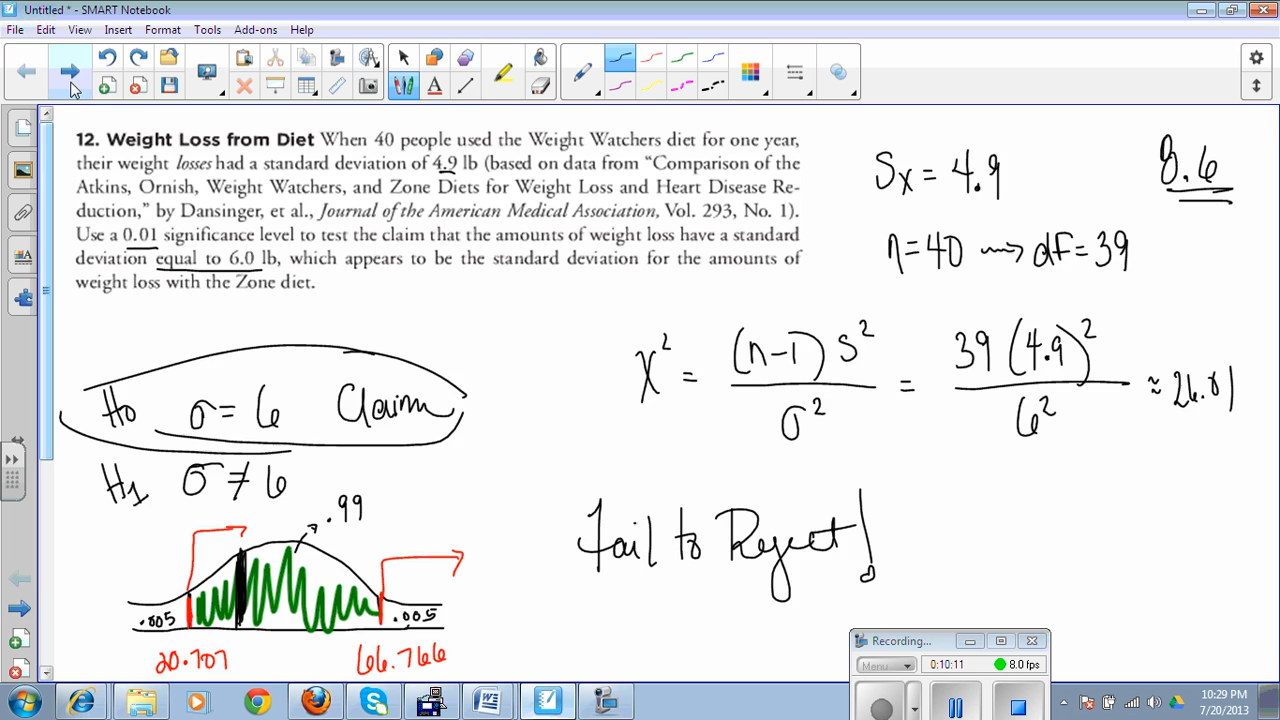 Untitled * - SMART Notebook
File Edit View Insert Format Tools Add-ons Help
12. Weight Loss from Diet When 40 people used the Weight Watchers diet for one year,
their weight losses had a standard deviation of 4.9 lb (based on data from “Comparison of the
Atkins, Ornish, Weight Watchers, and Zone Diets for Weight Loss and Heart Disease Re-
duction,” by Dansinger, et al., Journal of the American Medical Association, Vol. 293, No. 1).
Use a 0.01 significance level to test the claim that the amounts of weight loss have a standard
deviation equal to 6.0 lb, which appears to be the standard deviation for the amounts of
weight loss with the Zone diet.
8.6
Sx = 4.9
n=40 → df=39
χ² = (n-1) S² / σ² = 39 (4.9)² / 6² ≈ 26.01
H0 σ = 6 Claim
H1 σ ≠ 6
.99
.005 .005
20.707 66.766
Fail to Reject!
Recording...
Menu 0:10:11 8.0 fps
10:29 PM
7/20/2013